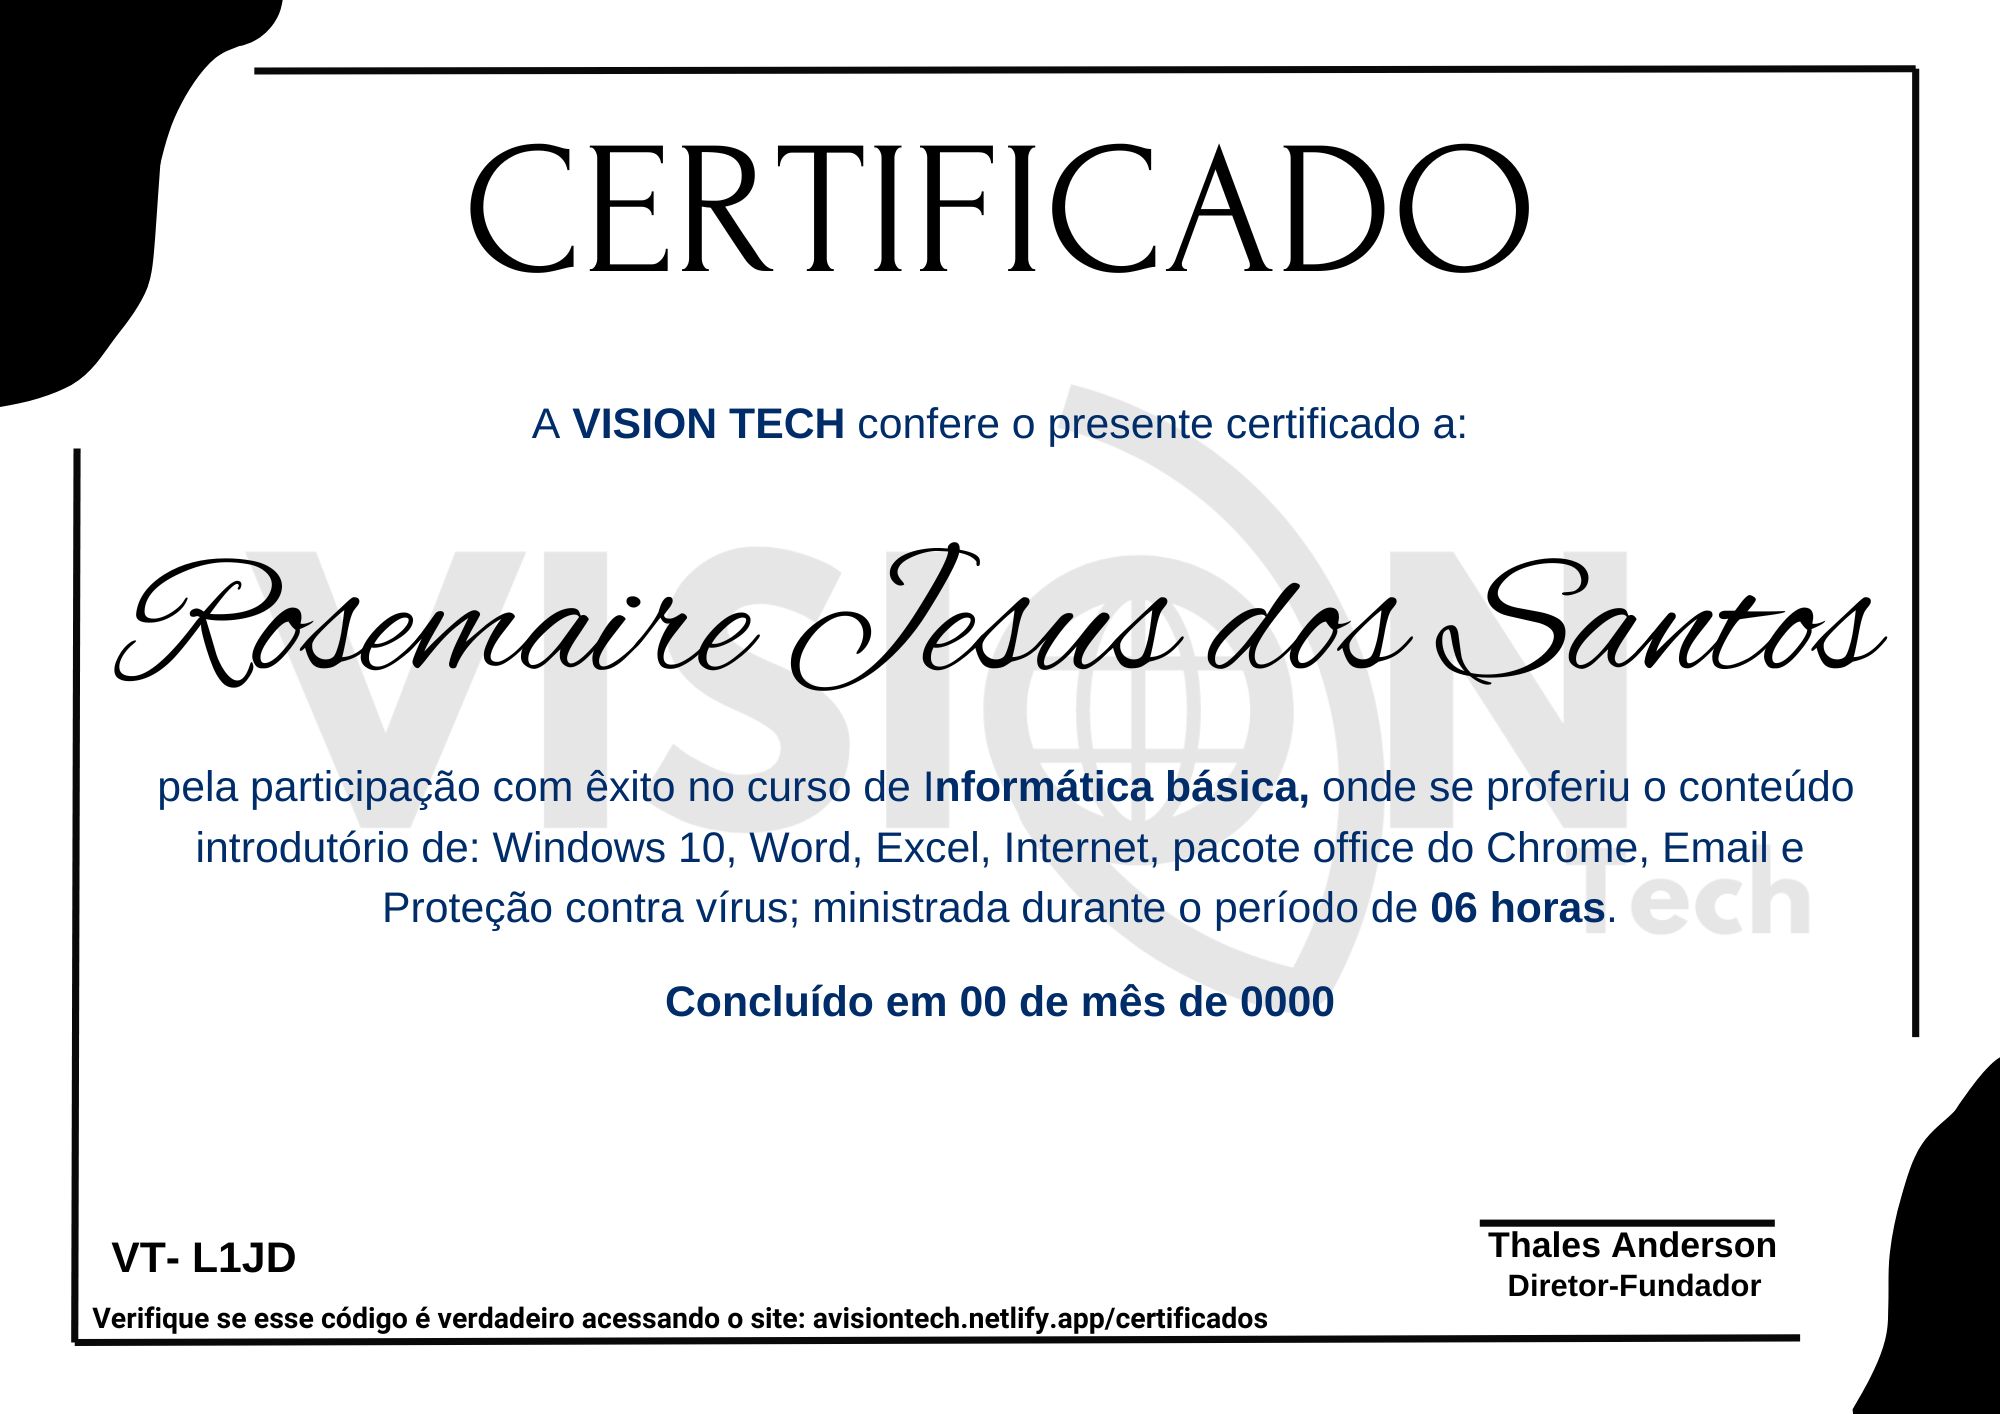 CERTIFICADO
A VISION TECH confere o presente certificado a:
VISION
Tech
Rosemaire Jesus dos Santos
pela participação com êxito no curso de Informática básica, onde se proferiu o conteúdo
introdutório de: Windows 10, Word, Excel, Internet, pacote office do Chrome, Email e
Proteção contra vírus; ministrada durante o período de 06 horas.
Concluído em 00 de mês de 0000
VT- L1JD
Thales Anderson
Diretor-Fundador
Verifique se esse código é verdadeiro acessando o site: avisiontech.netlify.app/certificados